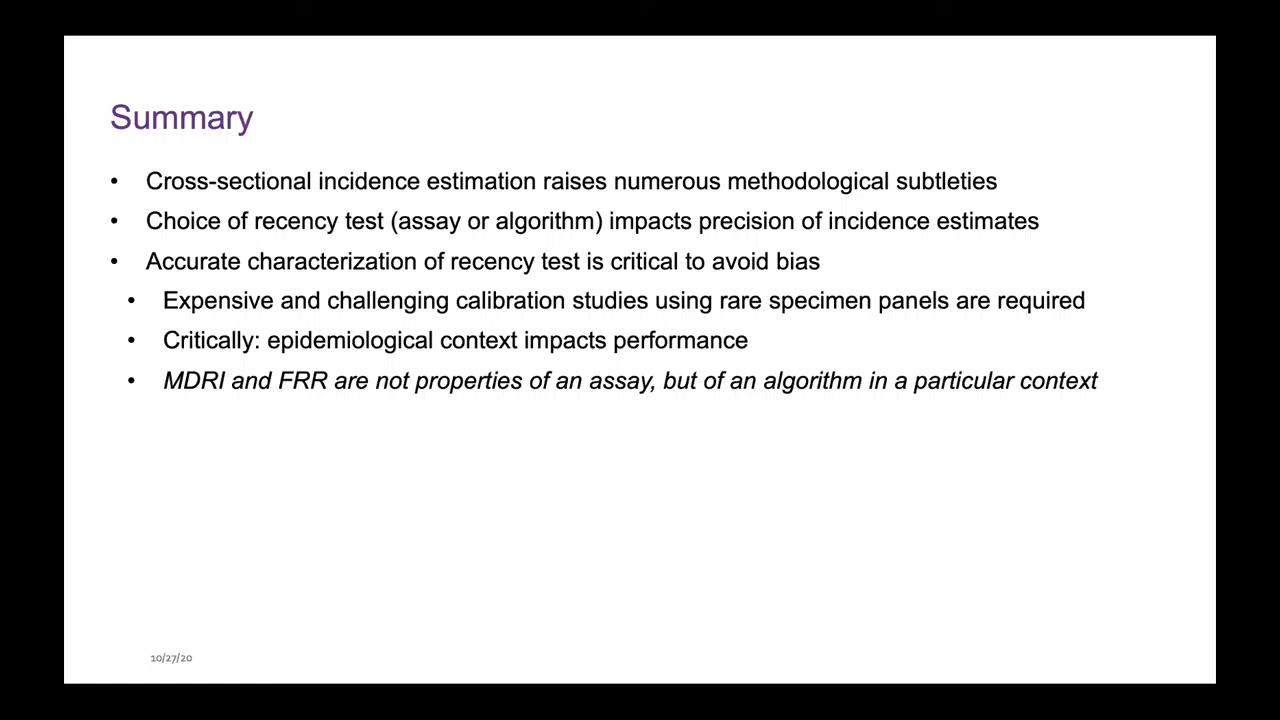 Summary
• Cross-sectional incidence estimation raises numerous methodological subtleties
• Choice of recency test (assay or algorithm) impacts precision of incidence estimates
• Accurate characterization of recency test is critical to avoid bias
• Expensive and challenging calibration studies using rare specimen panels are required
• Critically: epidemiological context impacts performance
• MDRI and FRR are not properties of an assay, but of an algorithm in a particular context
10/27/20